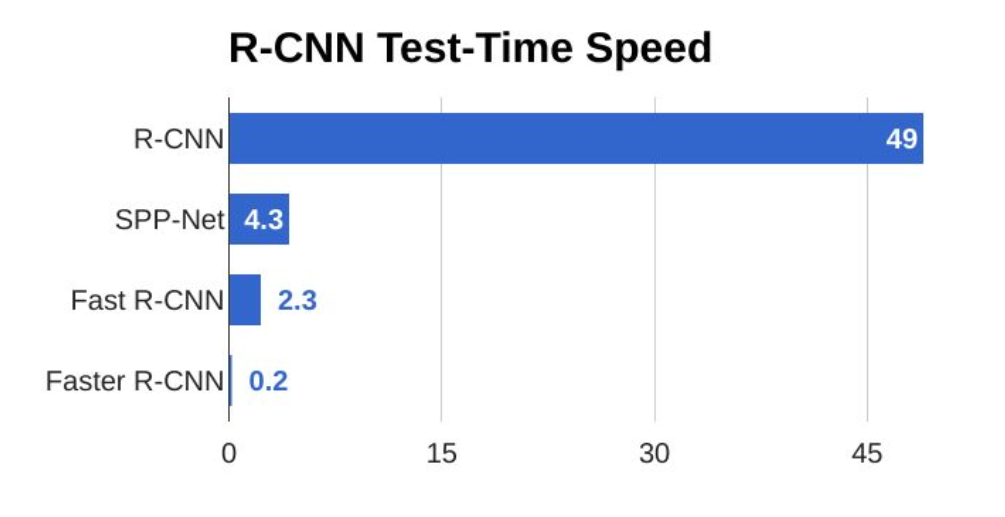 R-CNN Test-Time Speed
R-CNN 49
SPP-Net 4.3
Fast R-CNN 2.3
Faster R-CNN 0.2
0 15 30 45